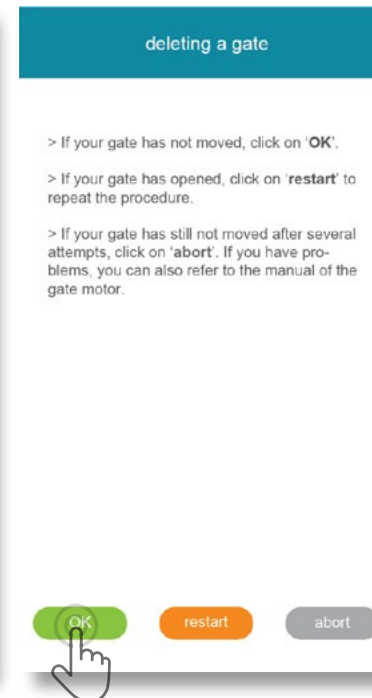 deleting a gate
> If your gate has not moved, click on ‘OK’.
> If your gate has opened, click on ‘restart’ to
repeat the procedure.
> If your gate has still not moved after several
attempts, click on ‘abort’. If you have pro-
blems, you can also refer to the manual of the
gate motor.
OK restart abort